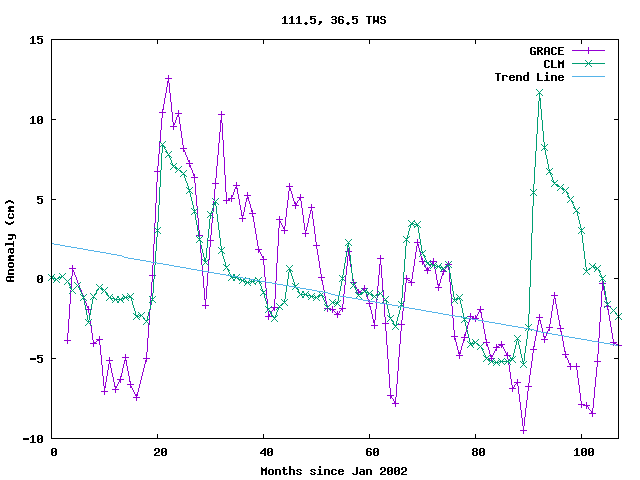 111.5, 36.5 TWS
GRACE
CLM
Trend Line
15
10
5
0
-5
-10
Anomaly (cm)
0 20 40 60 80 100
Months since Jan 2002